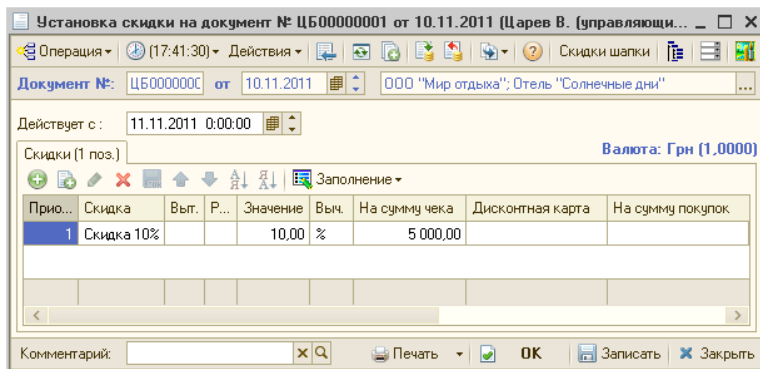 Установка скидки на документ № ЦБ00000001 от 10.11.2011 (Царев В. (управляющи...
Операция (17:41:30) Действия Скидки шапки
Документ №: ЦБ000000С от 10.11.2011 ООО "Мир отдыха"; Отель "Солнечные дни" ...
Действует с : 11.11.2011 0:00:00
Скидки (1 поз.) Валюта: Грн (1,0000)
Заполнение
Прио... Скидка Выт. Р... Значение Выч. На сумму чека Дисконтная карта На сумму покупок
1 Скидка 10% 10,00 % 5 000,00
Комментарий: Печать OK Записать Закрыть